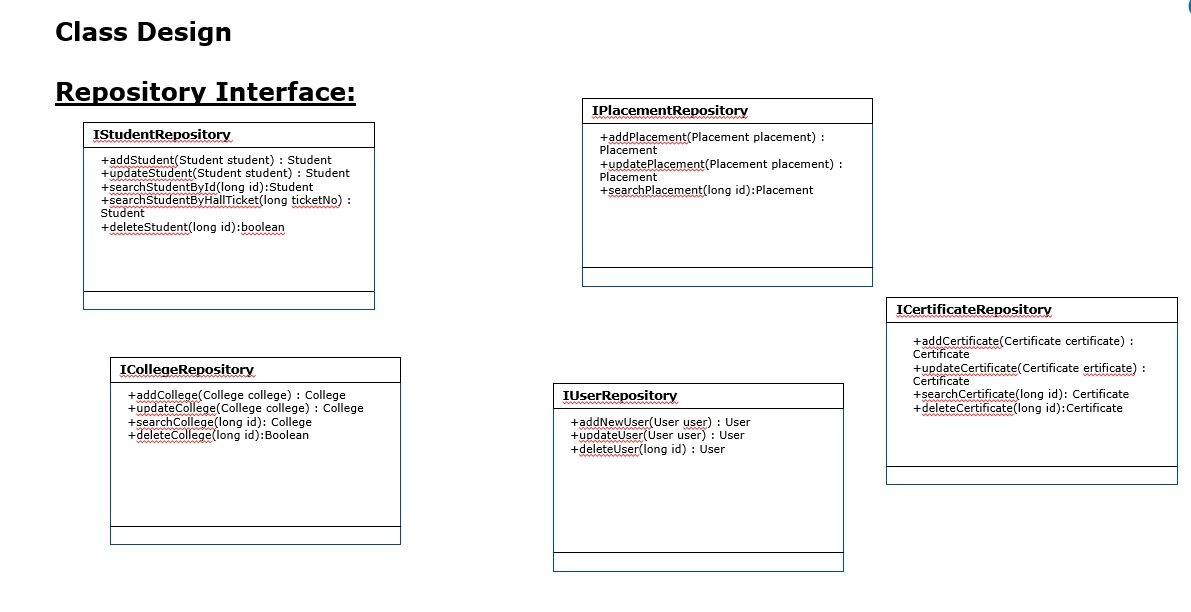 Class Design
Repository Interface:
IStudentRepository
+addStudent(Student student) : Student
+updateStudent(Student student) : Student
+searchStudentById(long id):Student
+searchStudentByHallTicket(long ticketNo) :
Student
+deleteStudent(long id):boolean
IPlacementRepository
+addPlacement(Placement placement) :
Placement
+updatePlacement(Placement placement) :
Placement
+searchPlacement(long id):Placement
ICertificateRepository
+addCertificate(Certificate certificate) :
Certificate
+updateCertificate(Certificate ertificate) :
Certificate
+searchCertificate(long id): Certificate
+deleteCertificate(long id):Certificate
ICollegeRepository
+addCollege(College college) : College
+updateCollege(College college) : College
+searchCollege(long id): College
+deleteCollege(long id):Boolean
IUserRepository
+addNewUser(User user) : User
+updateUser(User user) : User
+deleteUser(long id) : User